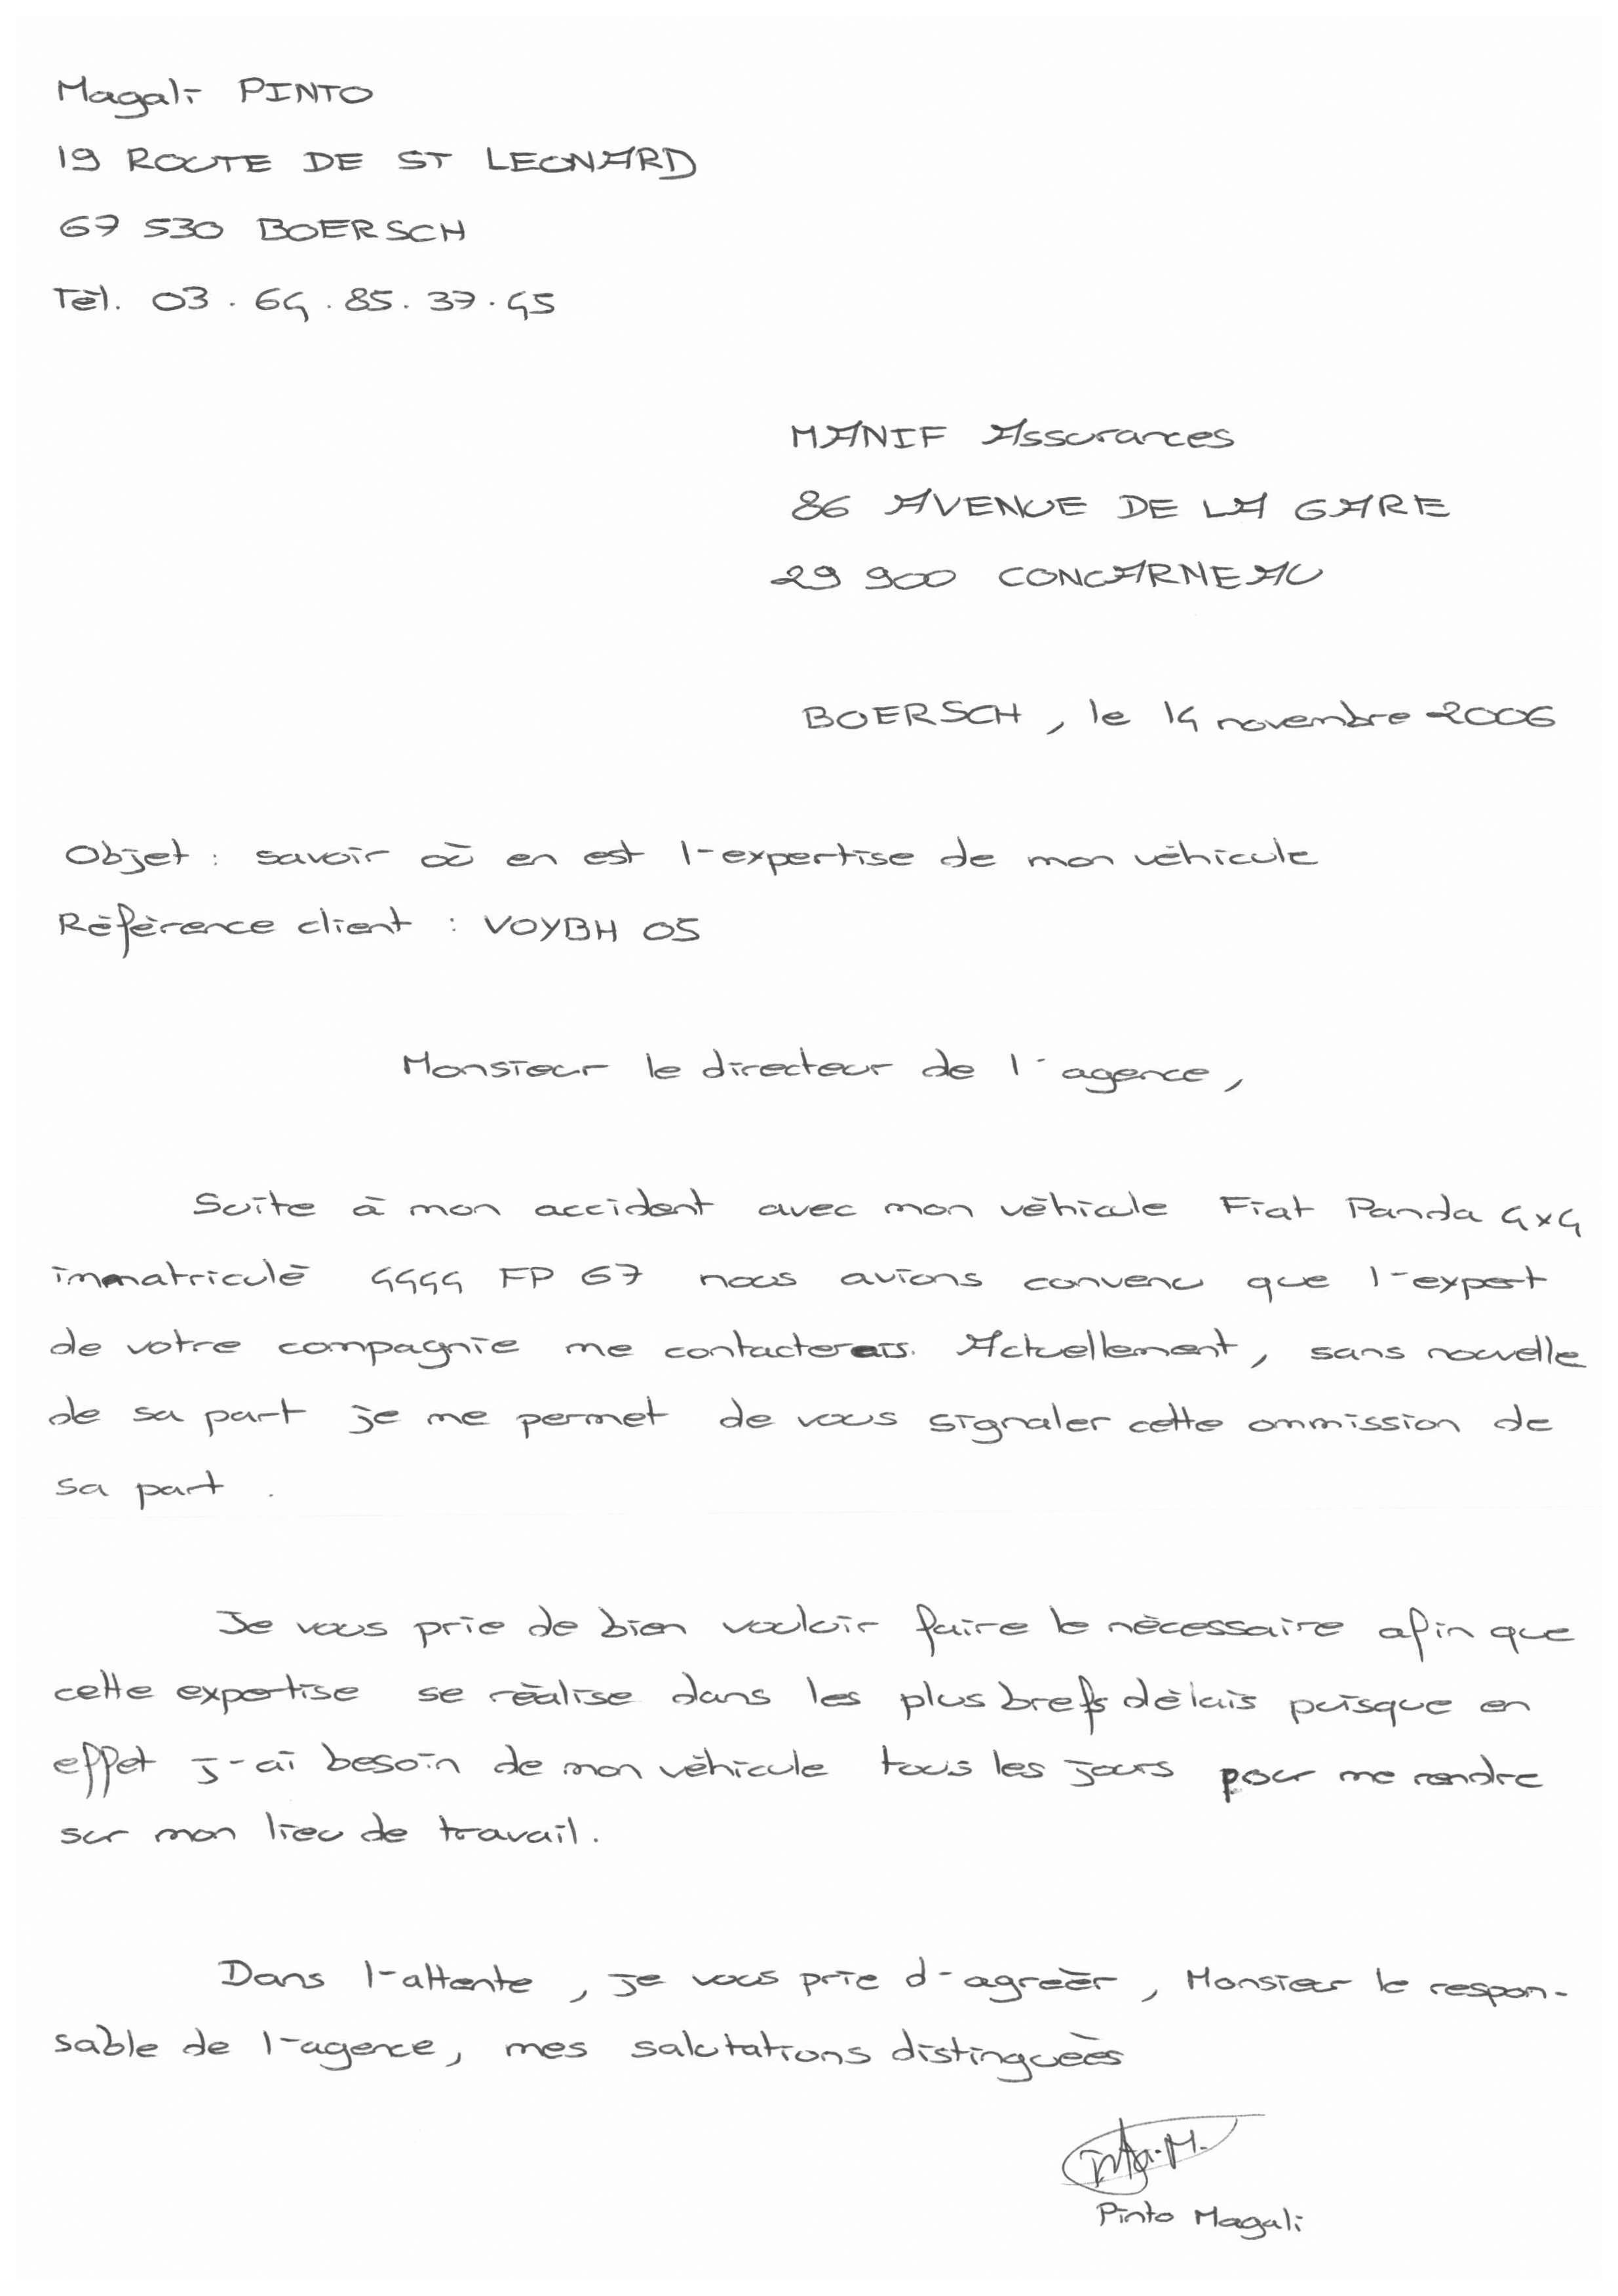 Magali PINTO
19 ROUTE DE ST LEONARD
67 530 BOERSCH
Tél. 03.64.85.37.45
MANIF Assurances
86 AVENUE DE LA GARE
29 900 CONCARNEAU
BOERSCH, le 14 novembre 2006
Objet : savoir où en est l'expertise de mon véhicule
Référence client : VOYBH 05
Monsieur le directeur de l'agence,
Suite à mon accident avec mon véhicule Fiat Panda 4x4
immatriculé 4444 FP 67 nous avions convenu que l'expert
de votre compagnie me contacterais. Actuellement, sans nouvelle
de sa part je me permet de vous signaler cette ommission de
sa part.
Je vous prie de bien vouloir faire le nécessaire afin que
cette expertise se réalise dans les plus brefs délais puisque en
effet j'ai besoin de mon véhicule tous les jours pour me rendre
sur mon lieu de travail.
Dans l'attente, je vous prie d'agréer, Monsieur le respon-
sable de l'agence, mes salutations distinguées
Pinto Magali